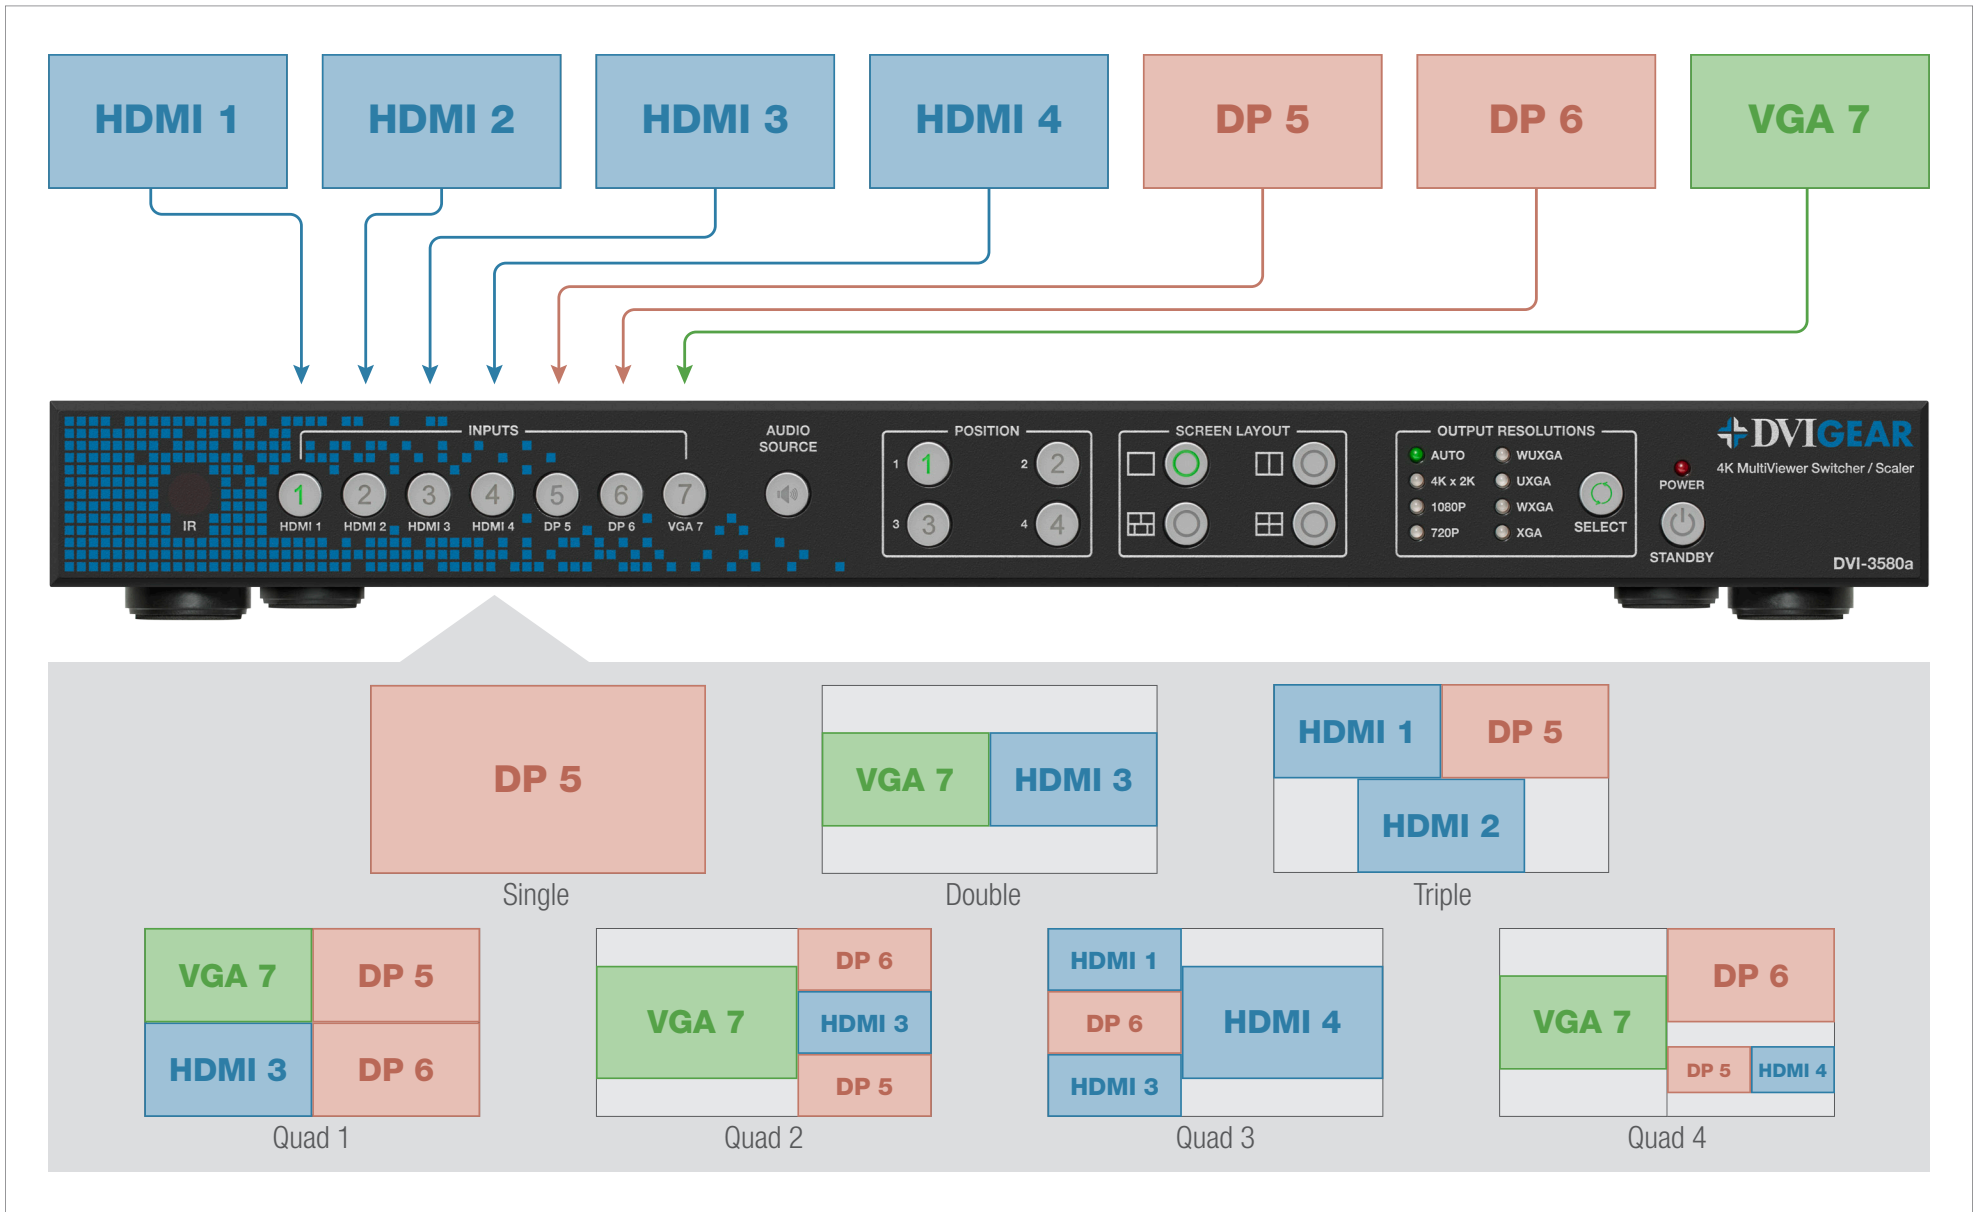 HDMI 1
HDMI 2
HDMI 3
HDMI 4
DP 5
DP 6
VGA 7
INPUTS
1
2
3
4
5
6
7
HDMI 1
HDMI 2
HDMI 3
HDMI 4
DP 5
DP 6
VGA 7
IR
AUDIO
SOURCE
POSITION
1 1
2 2
3 3
4 4
SCREEN LAYOUT
OUTPUT RESOLUTIONS
AUTO
WUXGA
4K x 2K
UXGA
1080P
WXGA
720P
XGA
SELECT
POWER
STANDBY
DVIGEAR
4K MultiViewer Switcher / Scaler
DVI-3580a
DP 5
Single
VGA 7
HDMI 3
Double
HDMI 1
DP 5
HDMI 2
Triple
VGA 7
DP 5
HDMI 3
DP 6
Quad 1
VGA 7
DP 6
HDMI 3
DP 5
Quad 2
HDMI 1
DP 6
HDMI 3
HDMI 4
Quad 3
VGA 7
DP 6
DP 5
HDMI 4
Quad 4